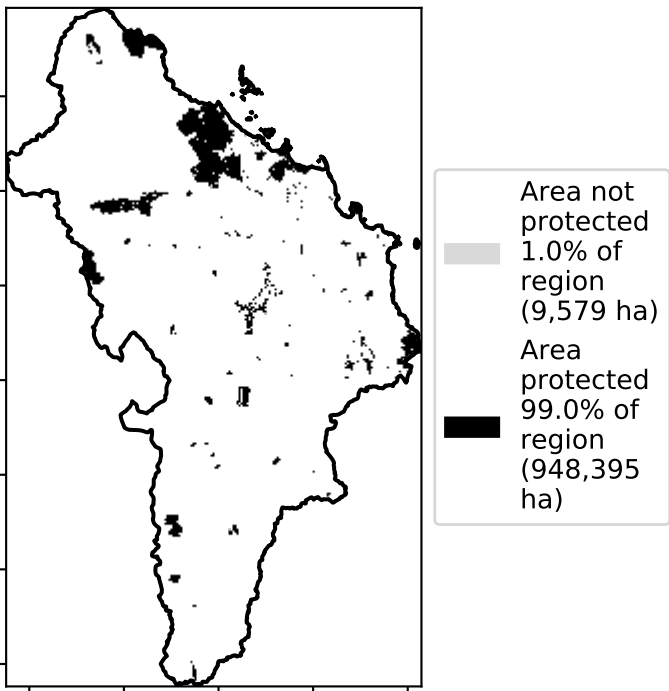 Area not
protected
1.0% of
region
(9,579 ha)
Area
protected
99.0% of
region
(948,395
ha)